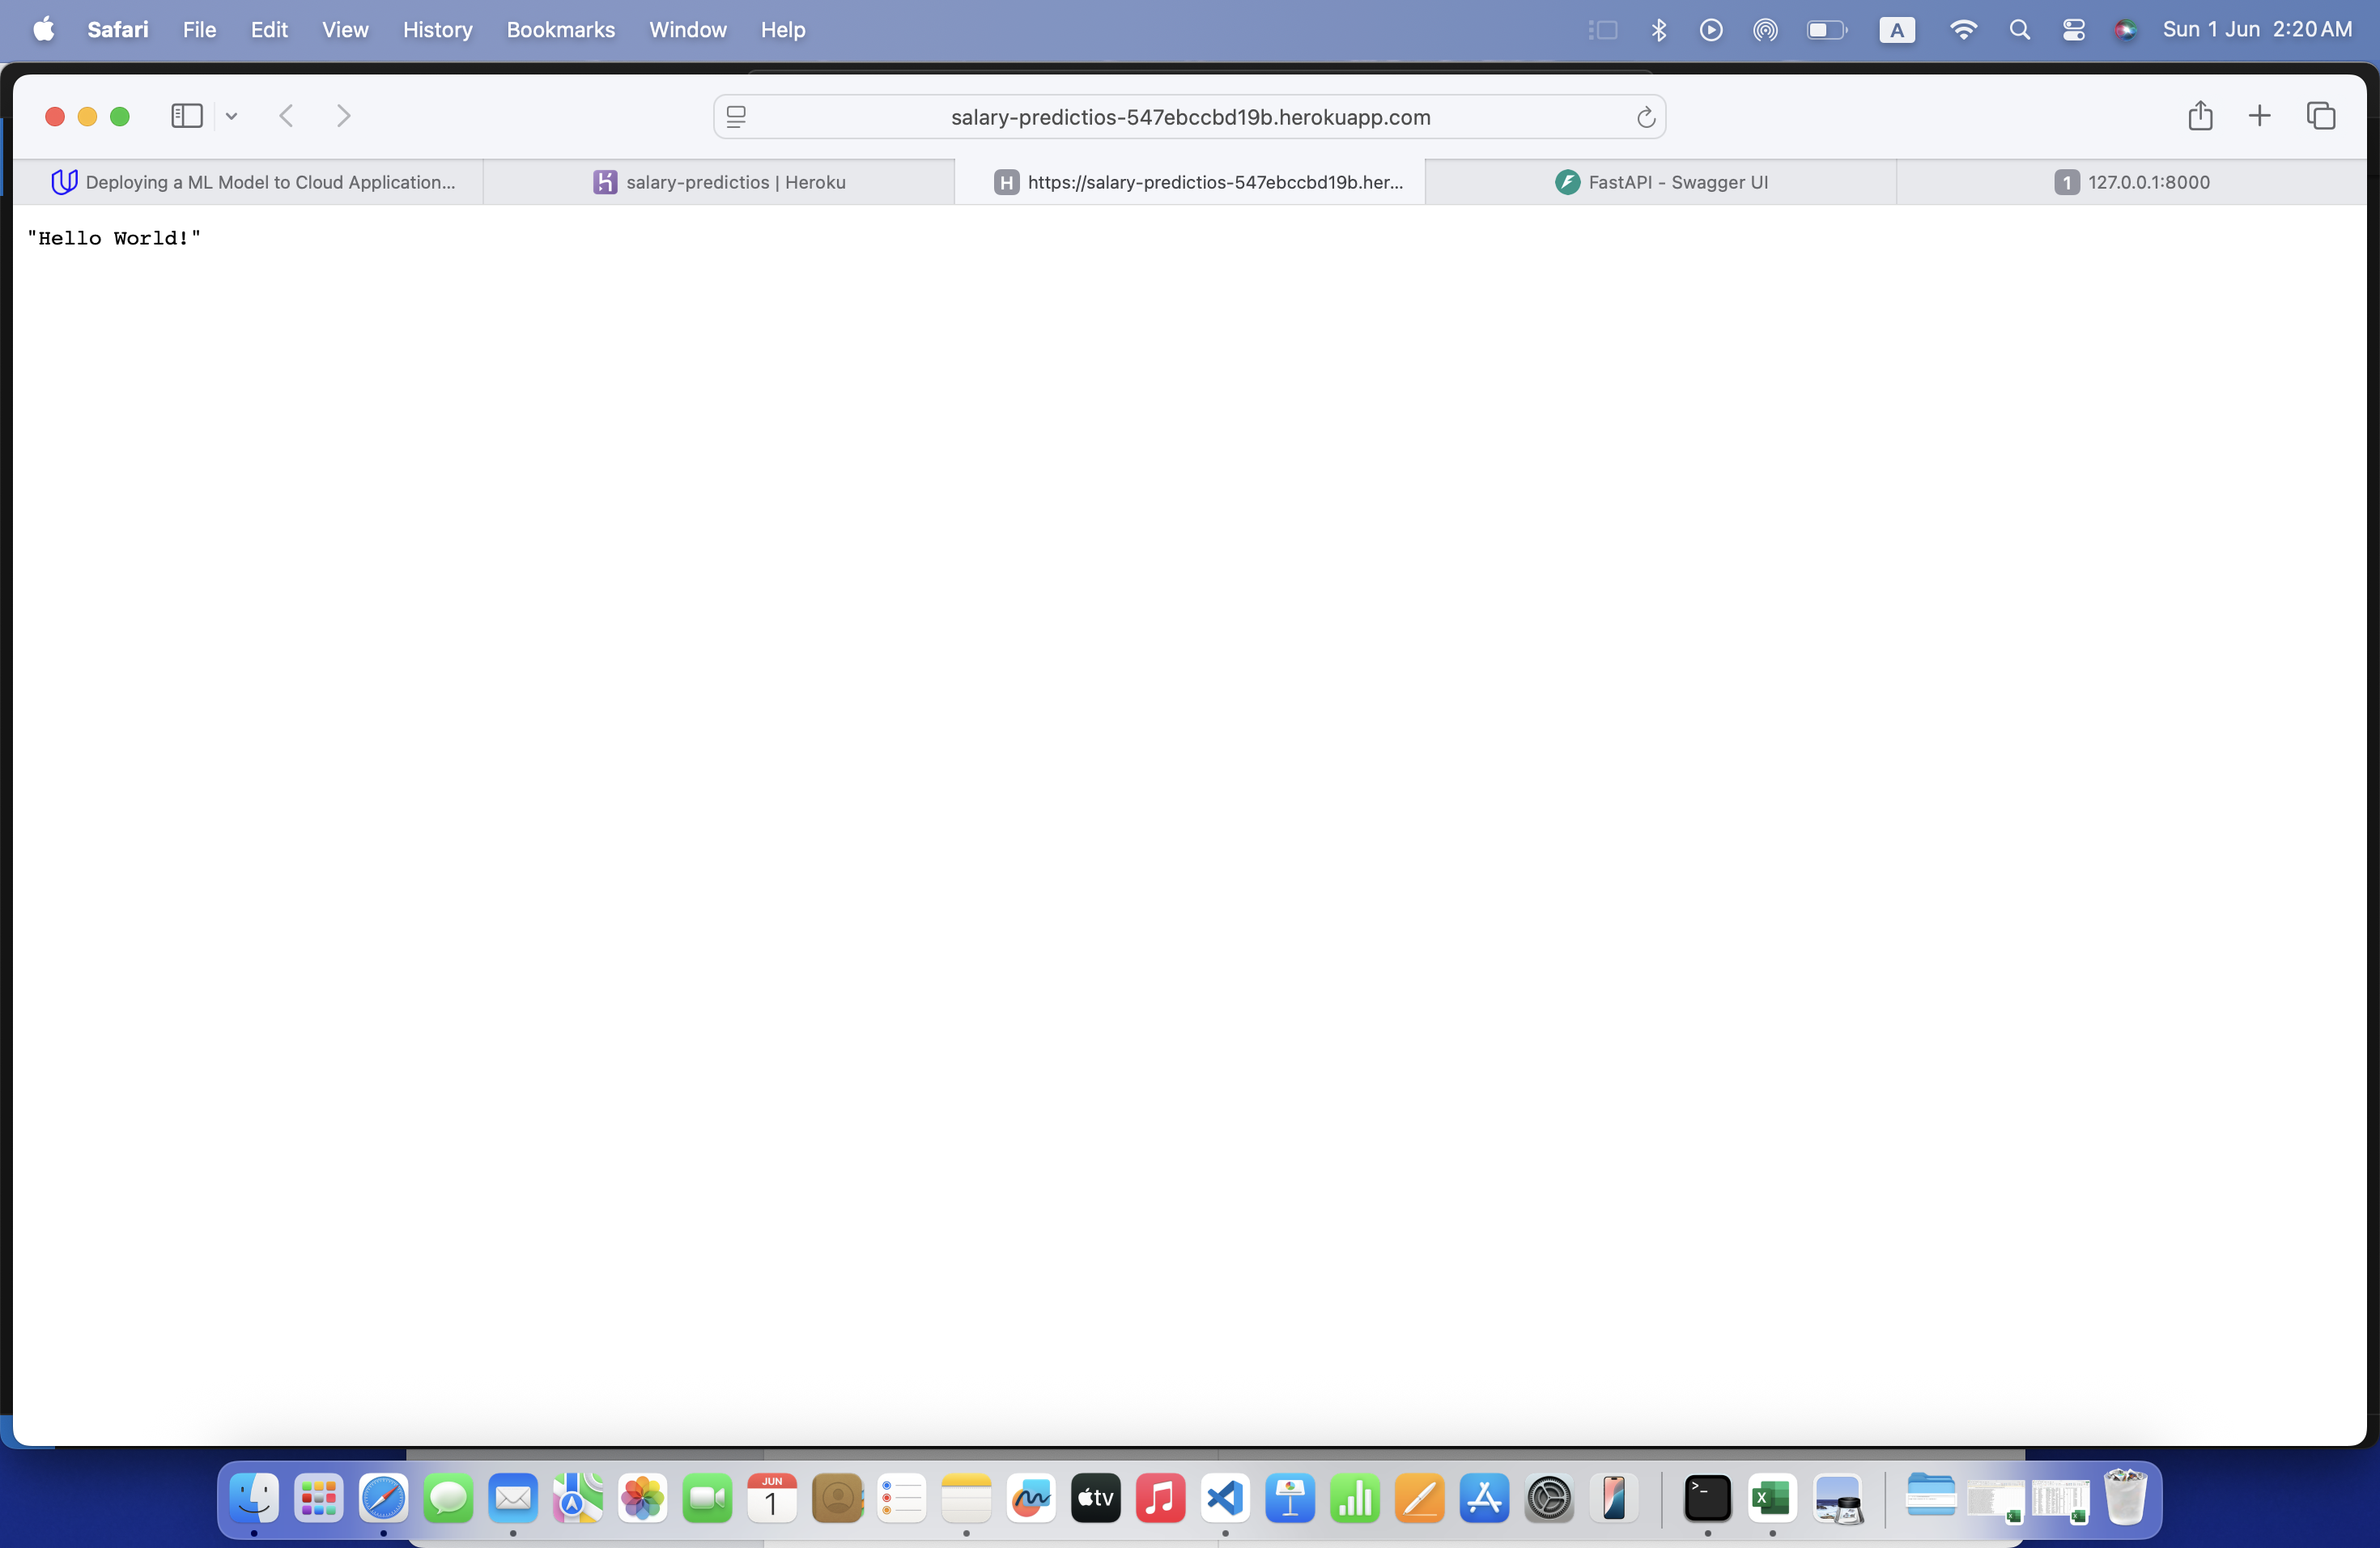 Safari File Edit View History Bookmarks Window Help A Sun 1 Jun 2:20 AM
salary-predictios-547ebccbd19b.herokuapp.com
Deploying a ML Model to Cloud Application... salary-predictios | Heroku H https://salary-predictios-547ebccbd19b.her... FastAPI - Swagger UI 1 127.0.0.1:8000
"Hello World!"
JUN
1
tv
>_
X